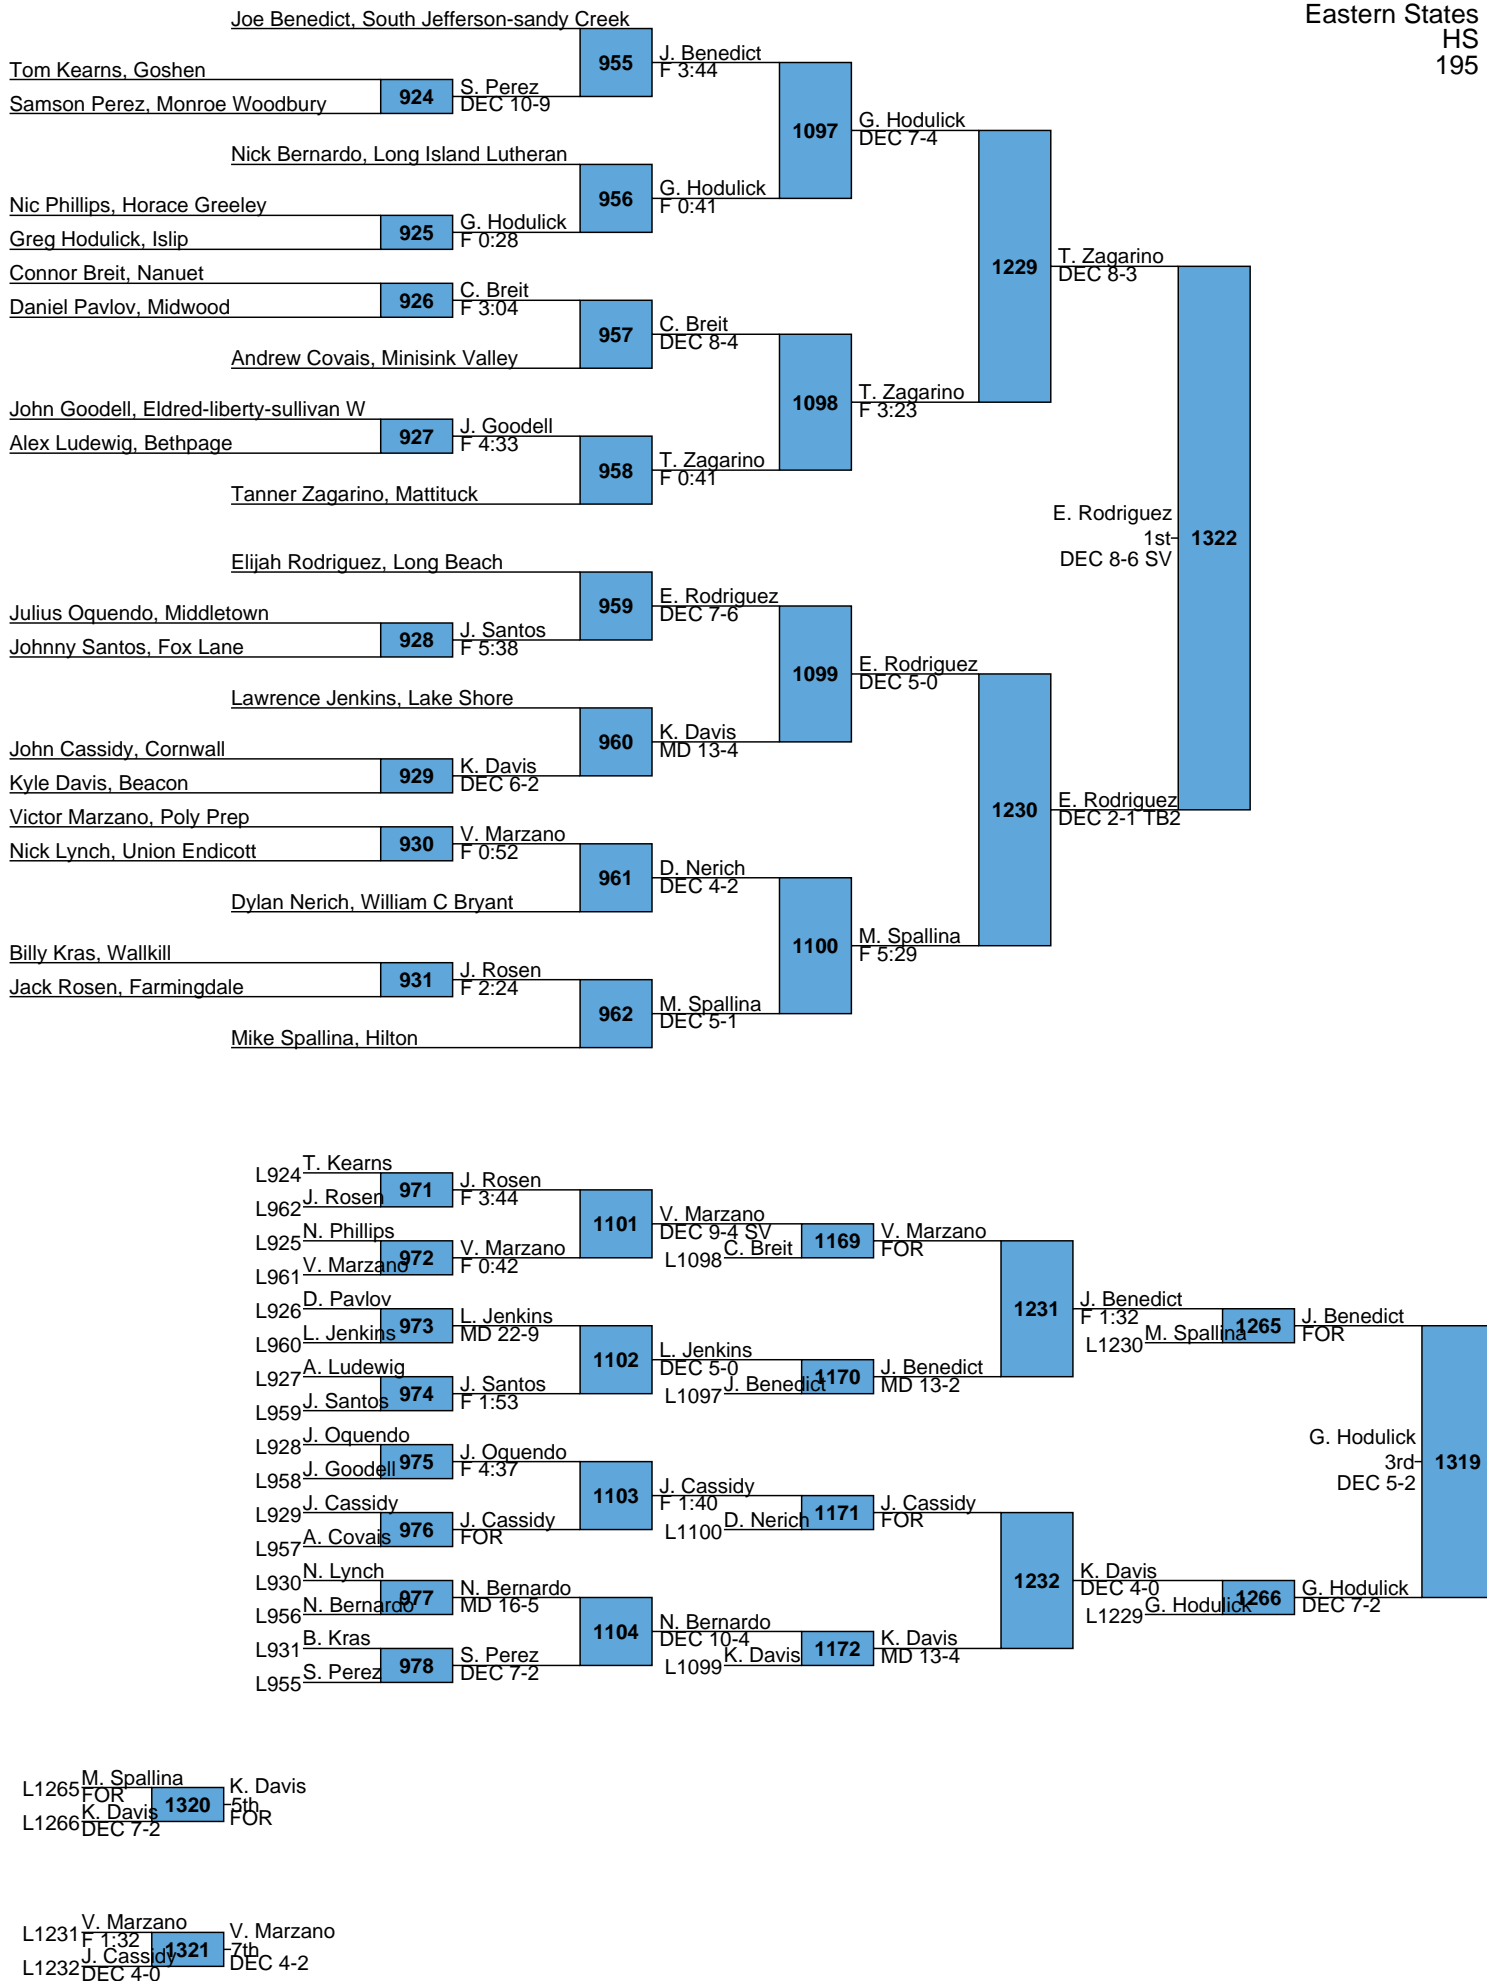 Eastern States
HS
195
Joe Benedict, South Jefferson-sandy Creek
955
J. Benedict
F 3:44
Tom Kearns, Goshen
924
S. Perez
DEC 10-9
Samson Perez, Monroe Woodbury
1097
G. Hodulick
DEC 7-4
Nick Bernardo, Long Island Lutheran
956
G. Hodulick
F 0:41
Nic Phillips, Horace Greeley
925
G. Hodulick
F 0:28
Greg Hodulick, Islip
1229
T. Zagarino
DEC 8-3
Connor Breit, Nanuet
926
C. Breit
F 3:04
Daniel Pavlov, Midwood
957
C. Breit
DEC 8-4
Andrew Covais, Minisink Valley
1098
T. Zagarino
F 3:23
John Goodell, Eldred-liberty-sullivan W
927
J. Goodell
F 4:33
Alex Ludewig, Bethpage
958
T. Zagarino
F 0:41
Tanner Zagarino, Mattituck
E. Rodriguez
1st
DEC 8-6 SV
1322
Elijah Rodriguez, Long Beach
959
E. Rodriguez
DEC 7-6
Julius Oquendo, Middletown
928
J. Santos
F 5:38
Johnny Santos, Fox Lane
1099
E. Rodriguez
DEC 5-0
Lawrence Jenkins, Lake Shore
960
K. Davis
MD 13-4
John Cassidy, Cornwall
929
K. Davis
DEC 6-2
Kyle Davis, Beacon
1230
E. Rodriguez
DEC 2-1 TB2
Victor Marzano, Poly Prep
930
V. Marzano
F 0:52
Nick Lynch, Union Endicott
961
D. Nerich
DEC 4-2
Dylan Nerich, William C Bryant
1100
M. Spallina
F 5:29
Billy Kras, Wallkill
931
J. Rosen
F 2:24
Jack Rosen, Farmingdale
962
M. Spallina
DEC 5-1
Mike Spallina, Hilton
L924
T. Kearns
971
J. Rosen
F 3:44
L962
J. Rosen
1101
V. Marzano
DEC 9-4 SV
L925
N. Phillips
972
V. Marzano
F 0:42
L961
V. Marzano
L1098
C. Breit
1169
V. Marzano
FOR
L926
D. Pavlov
973
L. Jenkins
MD 22-9
L960
L. Jenkins
1231
J. Benedict
F 1:32
L1230
M. Spallina
1265
J. Benedict
FOR
1102
L. Jenkins
DEC 5-0
L927
A. Ludewig
974
J. Santos
F 1:53
L959
J. Santos
L1097
J. Benedict
1170
J. Benedict
MD 13-2
L928
J. Oquendo
975
J. Oquendo
F 4:37
L958
J. Goodell
G. Hodulick
3rd
DEC 5-2
1319
1103
J. Cassidy
F 1:40
L929
J. Cassidy
976
J. Cassidy
FOR
L957
A. Covais
L1100
D. Nerich
1171
J. Cassidy
FOR
L930
N. Lynch
977
N. Bernardo
MD 16-5
L956
N. Bernardo
1232
K. Davis
DEC 4-0
L1229
G. Hodulick
1266
G. Hodulick
DEC 7-2
1104
N. Bernardo
DEC 10-4
L931
B. Kras
978
S. Perez
DEC 7-2
L955
S. Perez
L1099
K. Davis
1172
K. Davis
MD 13-4
L1265
M. Spallina
FOR
1320
K. Davis
5th
FOR
L1266
K. Davis
DEC 7-2
L1231
V. Marzano
F 1:32
1321
V. Marzano
7th
DEC 4-2
L1232
J. Cassidy
DEC 4-0